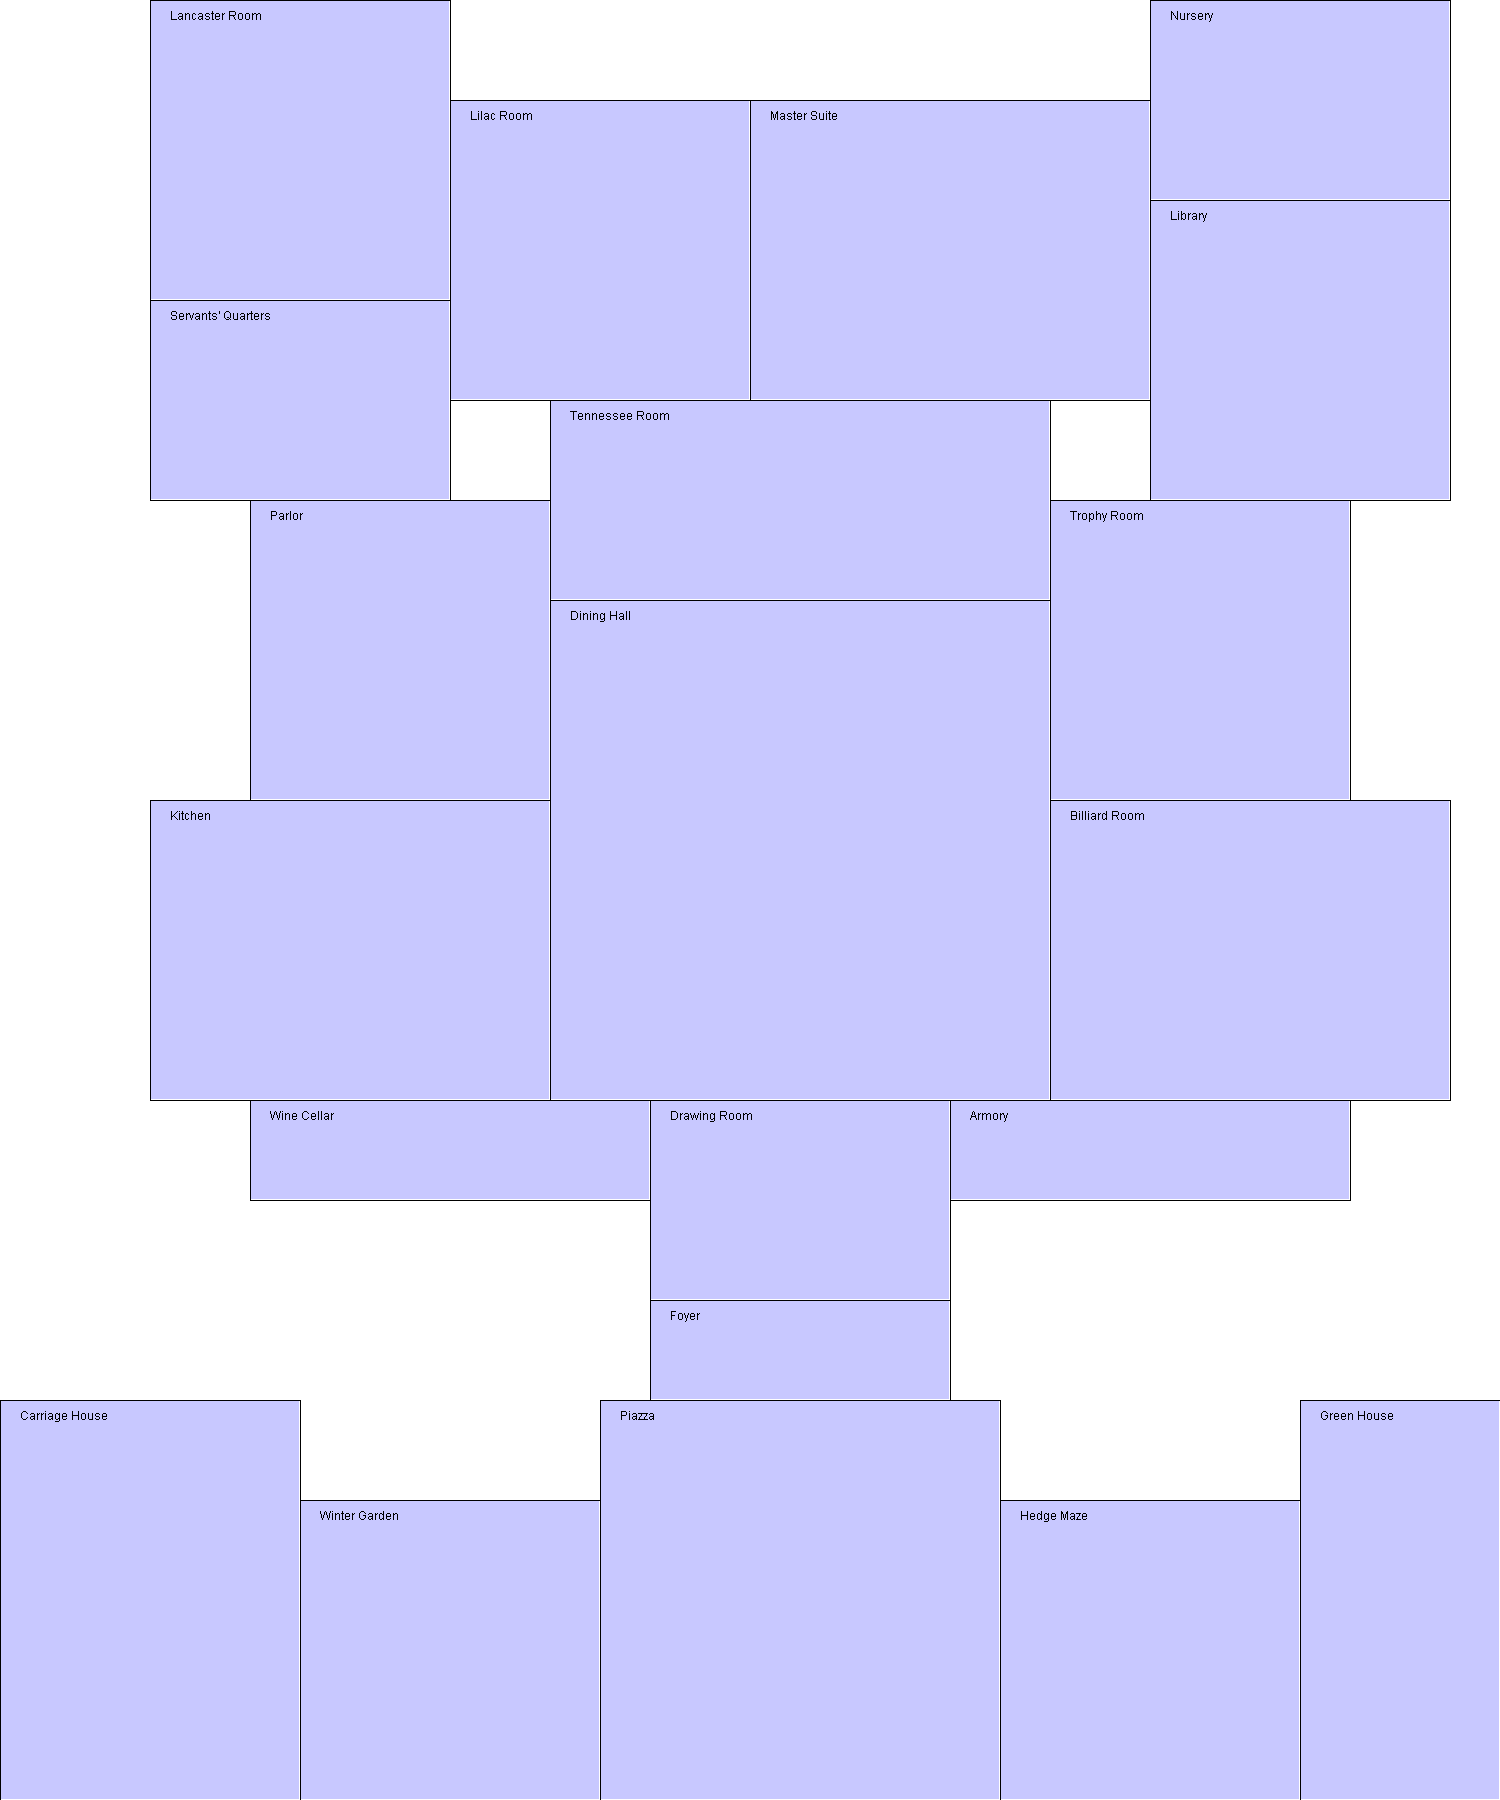 Lancaster Room
Nursery
Lilac Room
Master Suite
Library
Servants' Quarters
Tennessee Room
Parlor
Trophy Room
Dining Hall
Kitchen
Billiard Room
Wine Cellar
Drawing Room
Armory
Foyer
Carriage House
Piazza
Green House
Winter Garden
Hedge Maze